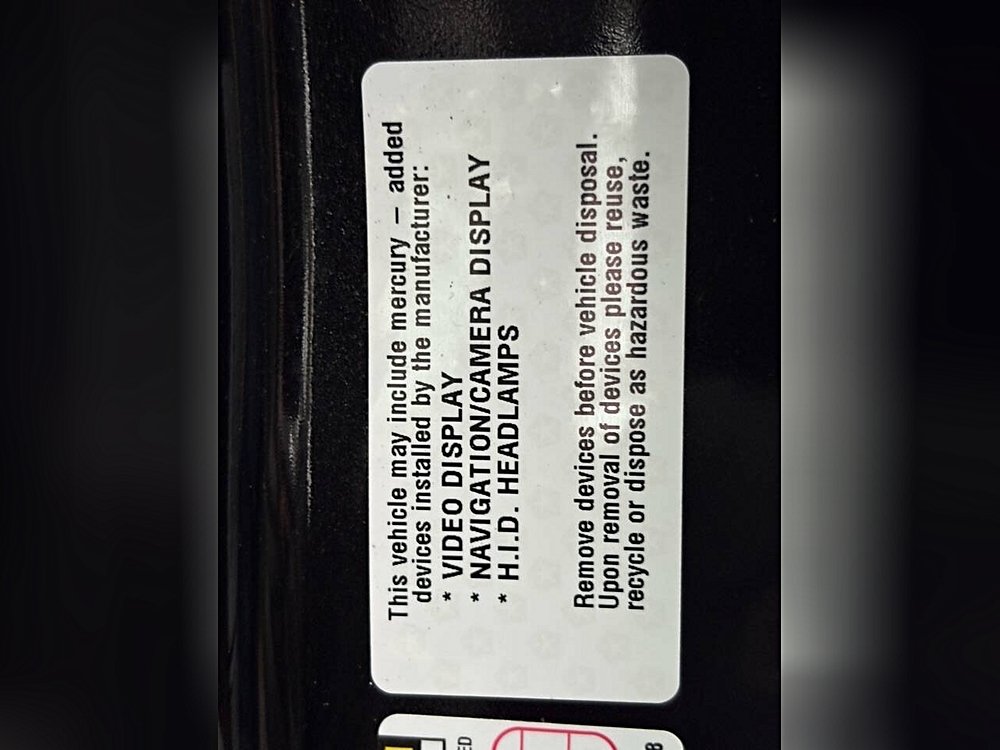 This vehicle may include mercury – added
devices installed by the manufacturer:
* VIDEO DISPLAY
* NAVIGATION/CAMERA DISPLAY
* H.I.D. HEADLAMPS
Remove devices before vehicle disposal.
Upon removal of devices please reuse,
recycle or dispose as hazardous waste.